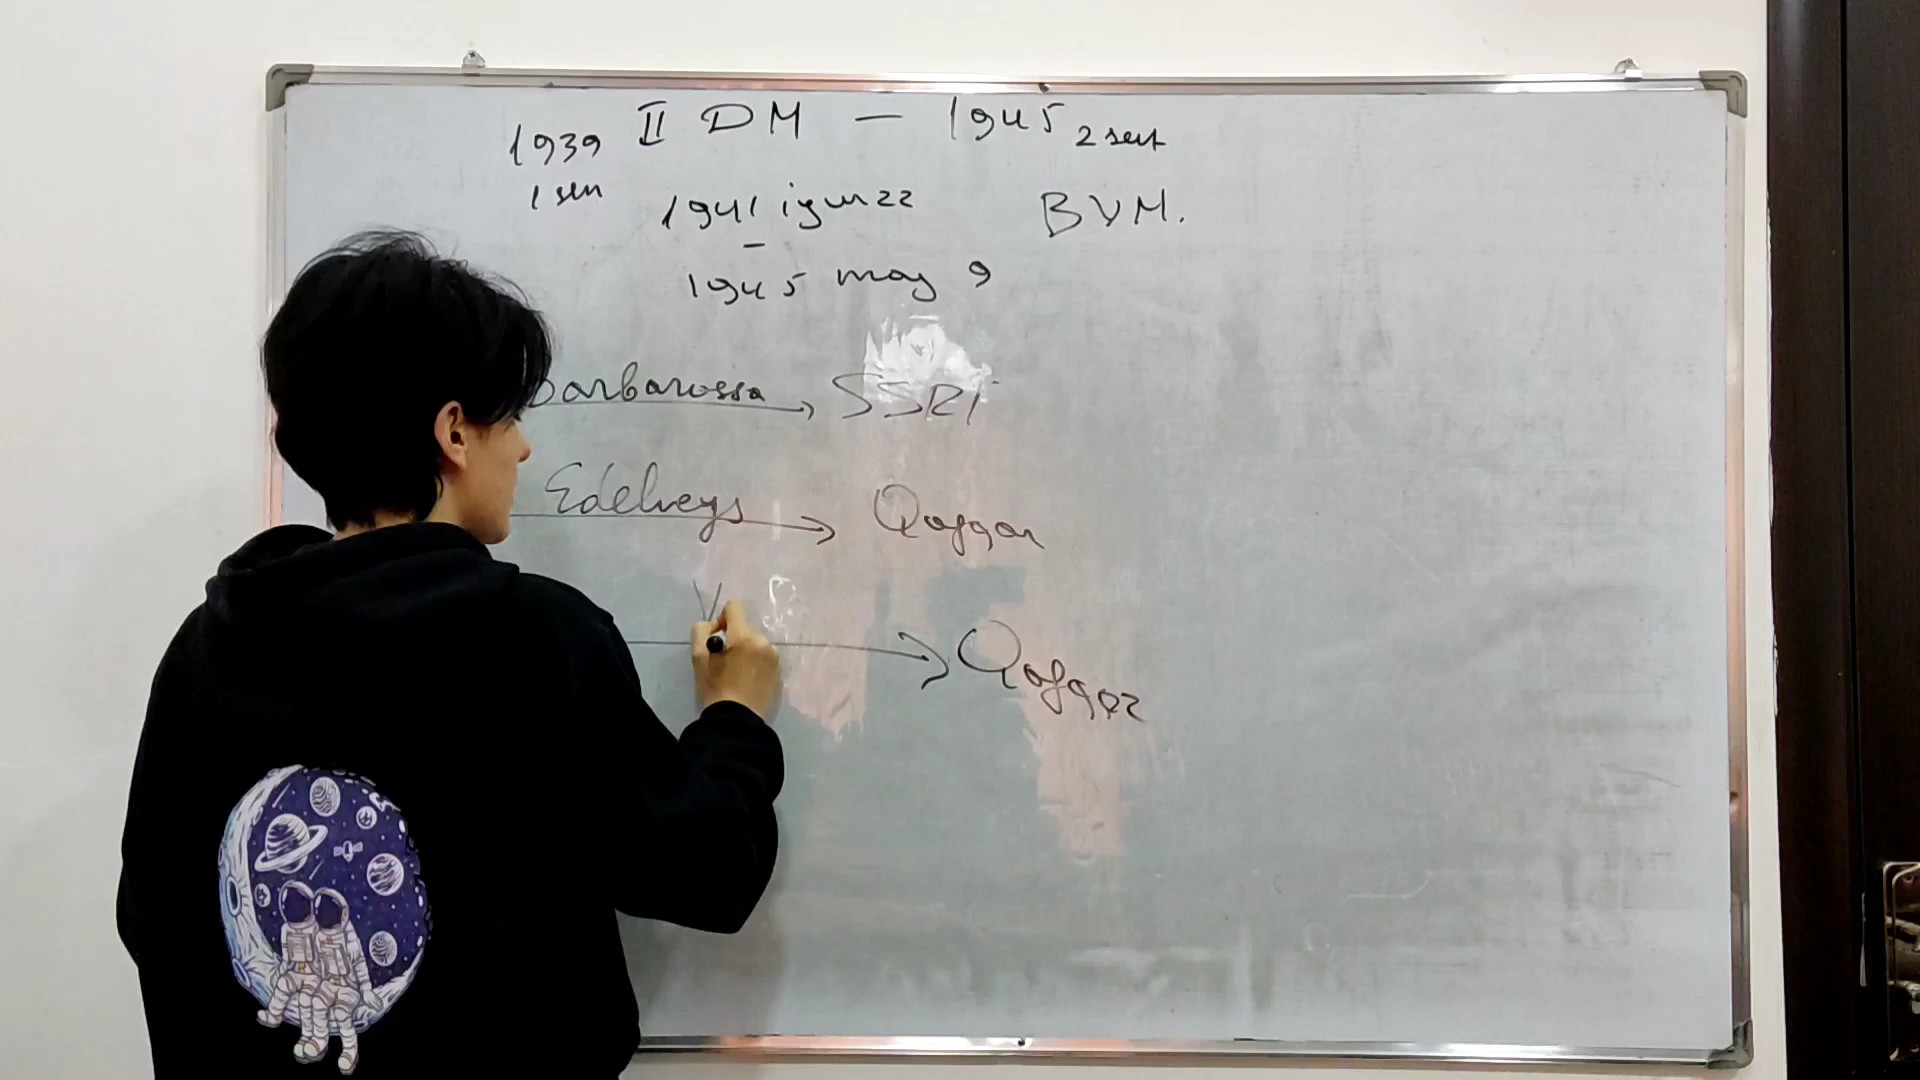 1939 II DM — 1945 2 sent
1 sen
1941 iyun 22 BVM.
—
1945 may 9
Barbarossa → SSRİ
Edelveys → Qafqaz
V → Qafqaz